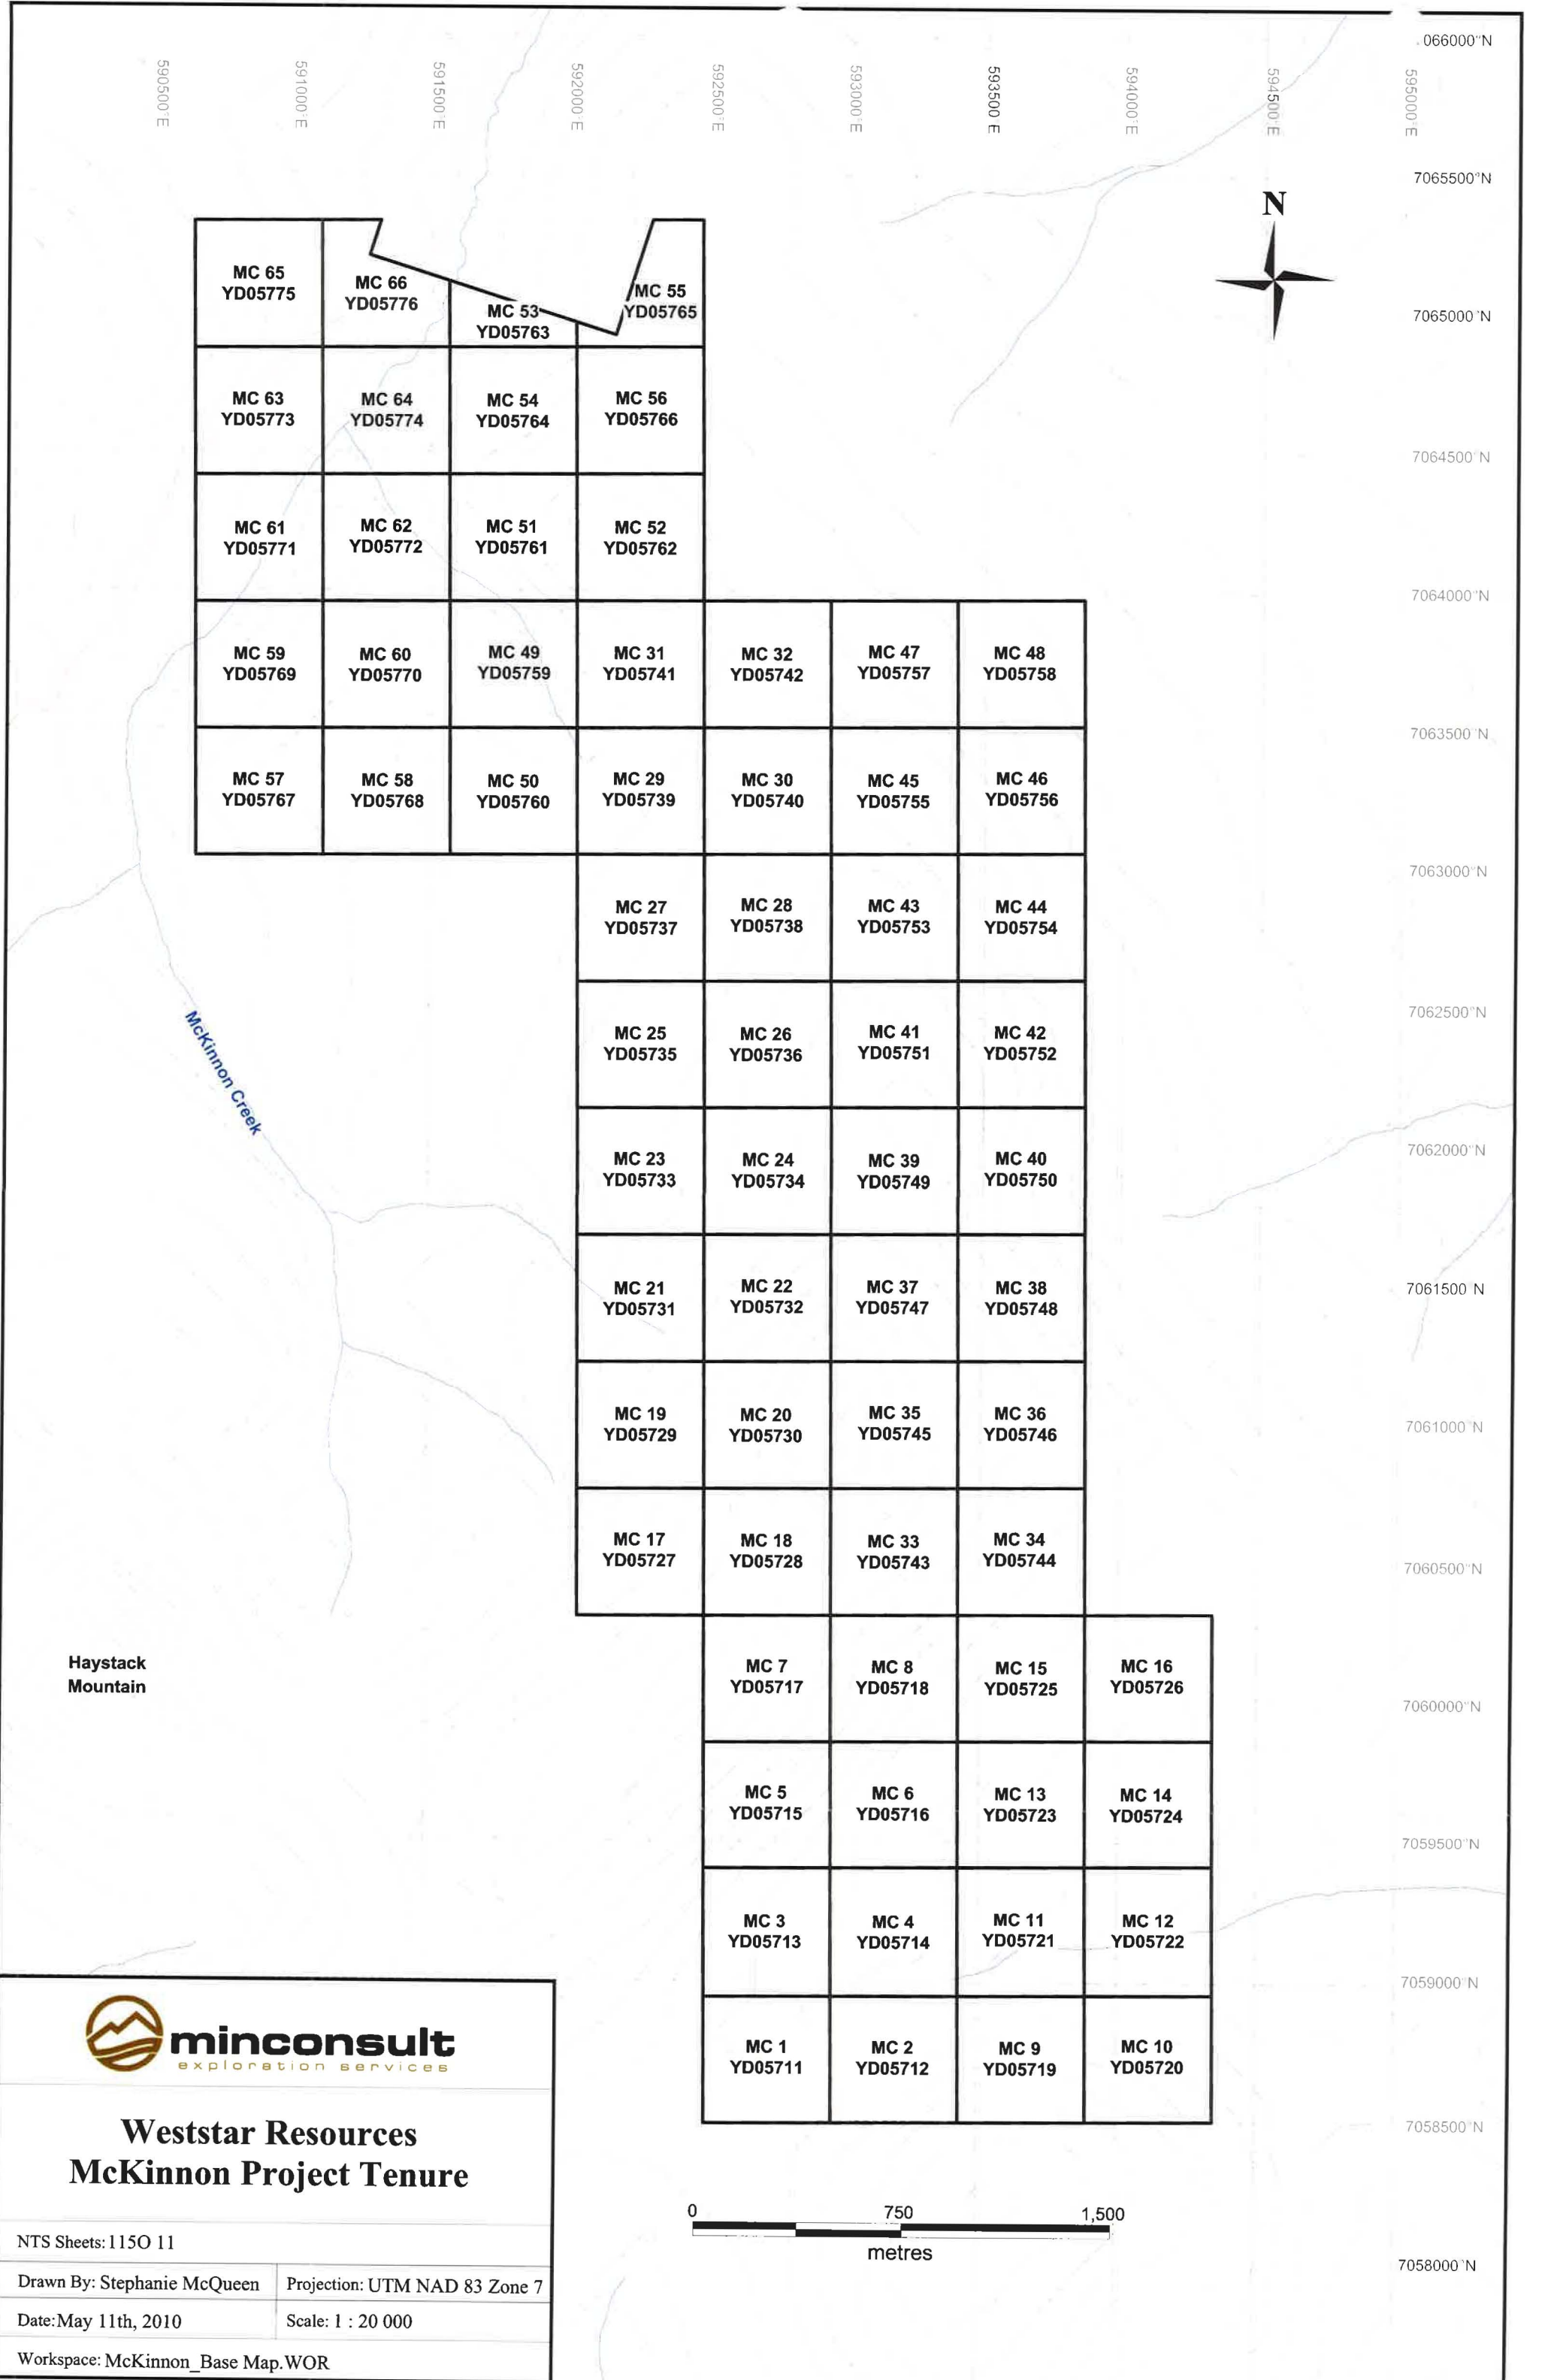 066000°N
590500°E
591000°E
591500°E
592000°E
592500°E
593000°E
593500°E
594000°E
594500°E
595000°E
7065500°N
N
MC 65
YD05775
MC 66
YD05776
MC 53
YD05763
MC 55
YD05765
7065000°N
MC 63
YD05773
MC 64
YD05774
MC 54
YD05764
MC 56
YD05766
7064500°N
MC 61
YD05771
MC 62
YD05772
MC 51
YD05761
MC 52
YD05762
7064000°N
MC 59
YD05769
MC 60
YD05770
MC 49
YD05759
MC 31
YD05741
MC 32
YD05742
MC 47
YD05757
MC 48
YD05758
7063500°N
MC 57
YD05767
MC 58
YD05768
MC 50
YD05760
MC 29
YD05739
MC 30
YD05740
MC 45
YD05755
MC 46
YD05756
7063000°N
MC 27
YD05737
MC 28
YD05738
MC 43
YD05753
MC 44
YD05754
7062500°N
McKinnon Creek
MC 25
YD05735
MC 26
YD05736
MC 41
YD05751
MC 42
YD05752
7062000°N
MC 23
YD05733
MC 24
YD05734
MC 39
YD05749
MC 40
YD05750
7061500 N
MC 21
YD05731
MC 22
YD05732
MC 37
YD05747
MC 38
YD05748
7061000°N
MC 19
YD05729
MC 20
YD05730
MC 35
YD05745
MC 36
YD05746
7060500°N
MC 17
YD05727
MC 18
YD05728
MC 33
YD05743
MC 34
YD05744
Haystack
Mountain
MC 7
YD05717
MC 8
YD05718
MC 15
YD05725
MC 16
YD05726
7060000°N
MC 5
YD05715
MC 6
YD05716
MC 13
YD05723
MC 14
YD05724
7059500°N
MC 3
YD05713
MC 4
YD05714
MC 11
YD05721
MC 12
YD05722
7059000°N
MC 1
YD05711
MC 2
YD05712
MC 9
YD05719
MC 10
YD05720
7058500°N
minconsult
exploration services
Weststar Resources
McKinnon Project Tenure
0 750 1,500
metres
7058000°N
NTS Sheets: 115O 11
Drawn By: Stephanie McQueen
Projection: UTM NAD 83 Zone 7
Date: May 11th, 2010
Scale: 1 : 20 000
Workspace: McKinnon_Base Map.WOR